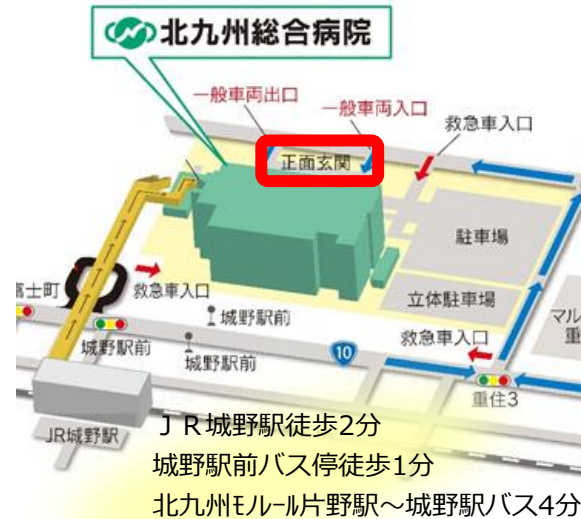 北九州総合病院
一般車両出口
一般車両入口
救急車入口
正面玄関
駐車場
立体駐車場
救急車入口
富士町
城野駅前
マル
重
救急車入口
城野駅前
城野駅前
10
重住3
JR城野駅
ＪＲ城野駅徒歩2分
城野駅前バス停徒歩1分
北九州ﾓﾉﾚｰﾙ片野駅～城野駅バス4分